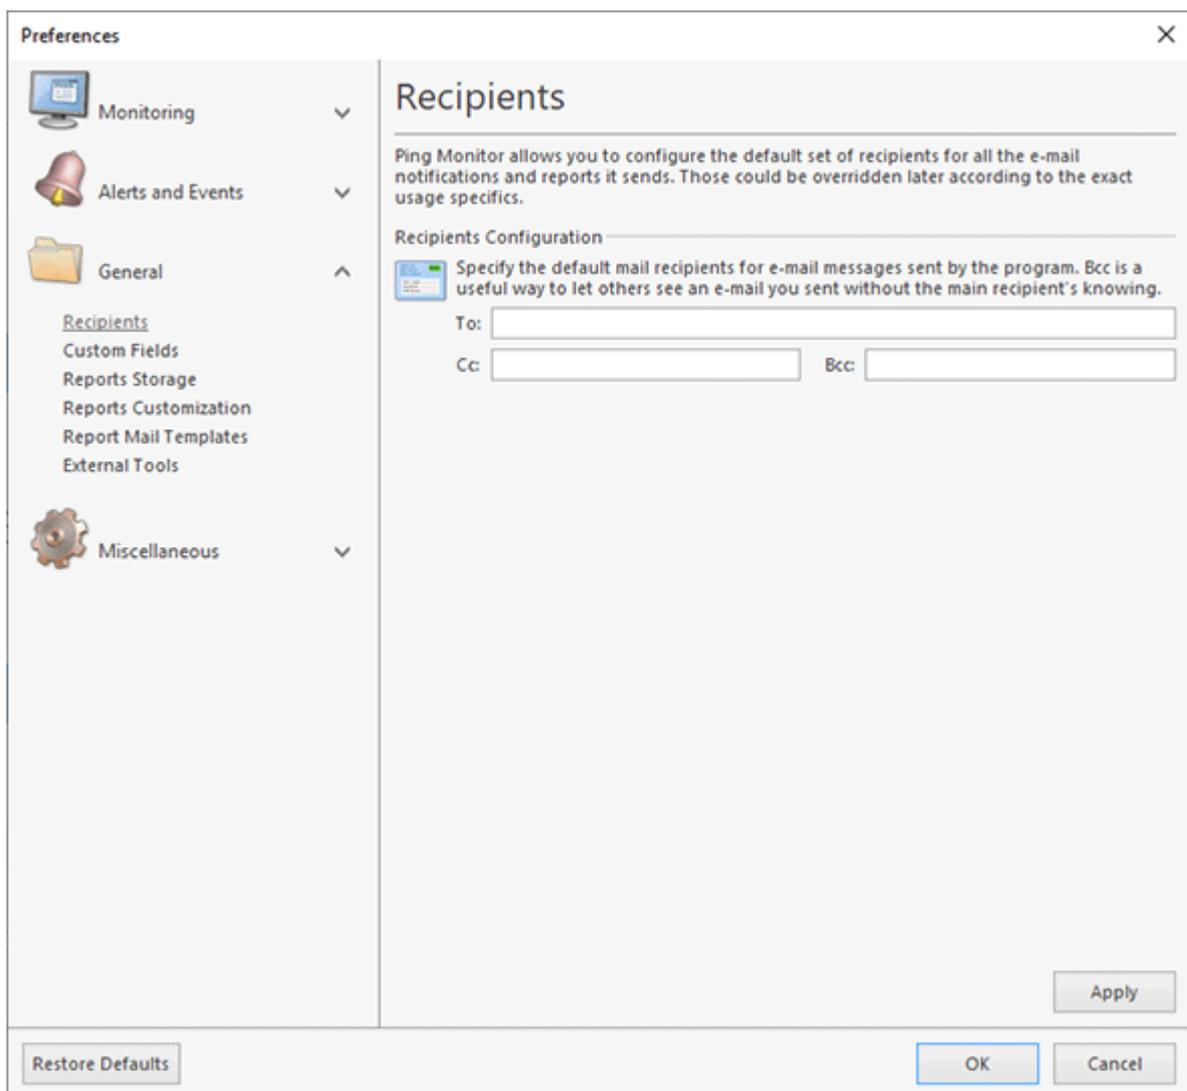 Preferences
Monitoring
Alerts and Events
General
Recipients
Custom Fields
Reports Storage
Reports Customization
Report Mail Templates
External Tools
Miscellaneous
Recipients
Ping Monitor allows you to configure the default set of recipients for all the e-mail
notifications and reports it sends. Those could be overridden later according to the exact
usage specifics.
Recipients Configuration
Specify the default mail recipients for e-mail messages sent by the program. Bcc is a
useful way to let others see an e-mail you sent without the main recipient's knowing.
To:
Cc: Bcc:
Apply
Restore Defaults OK Cancel